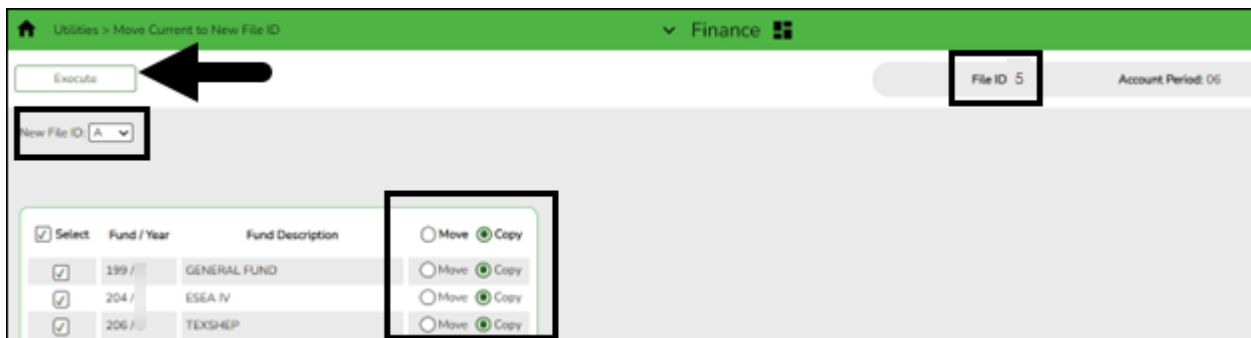 Utilities > Move Current to New File ID
Finance
Execute
File ID 5
Account Period: 06
New File ID: A
Select Fund / Year Fund Description Move Copy
199 / GENERAL FUND Move Copy
204 / ESEA IV Move Copy
206 / TEXSHEP Move Copy